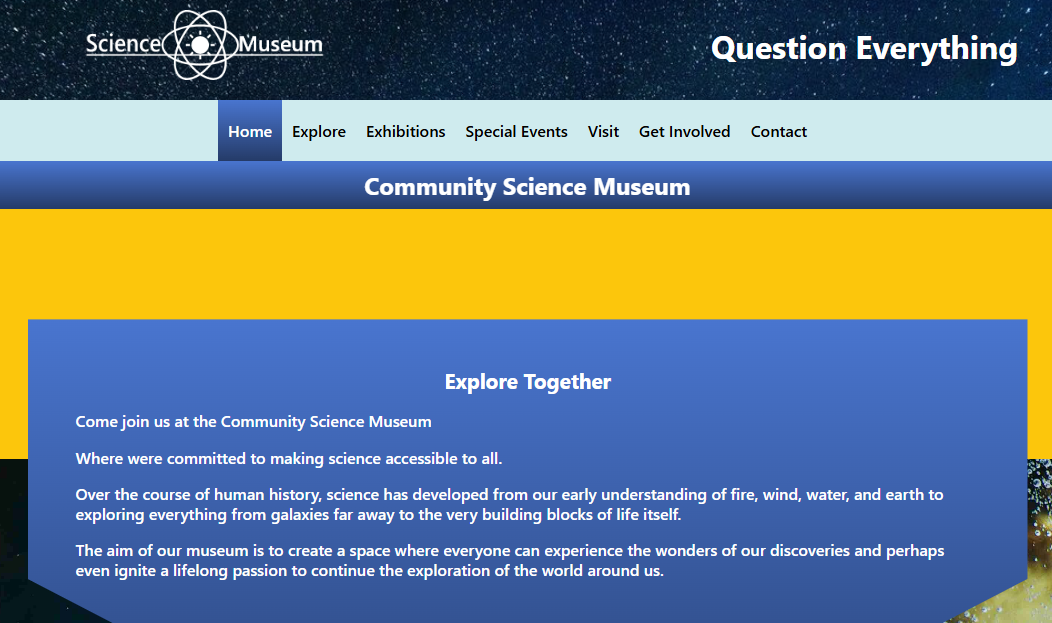 Science Museum
Question Everything
Home Explore Exhibitions Special Events Visit Get Involved Contact
Community Science Museum
Explore Together
Come join us at the Community Science Museum
Where were committed to making science accessible to all.
Over the course of human history, science has developed from our early understanding of fire, wind, water, and earth to
exploring everything from galaxies far away to the very building blocks of life itself.
The aim of our museum is to create a space where everyone can experience the wonders of our discoveries and perhaps
even ignite a lifelong passion to continue the exploration of the world around us.